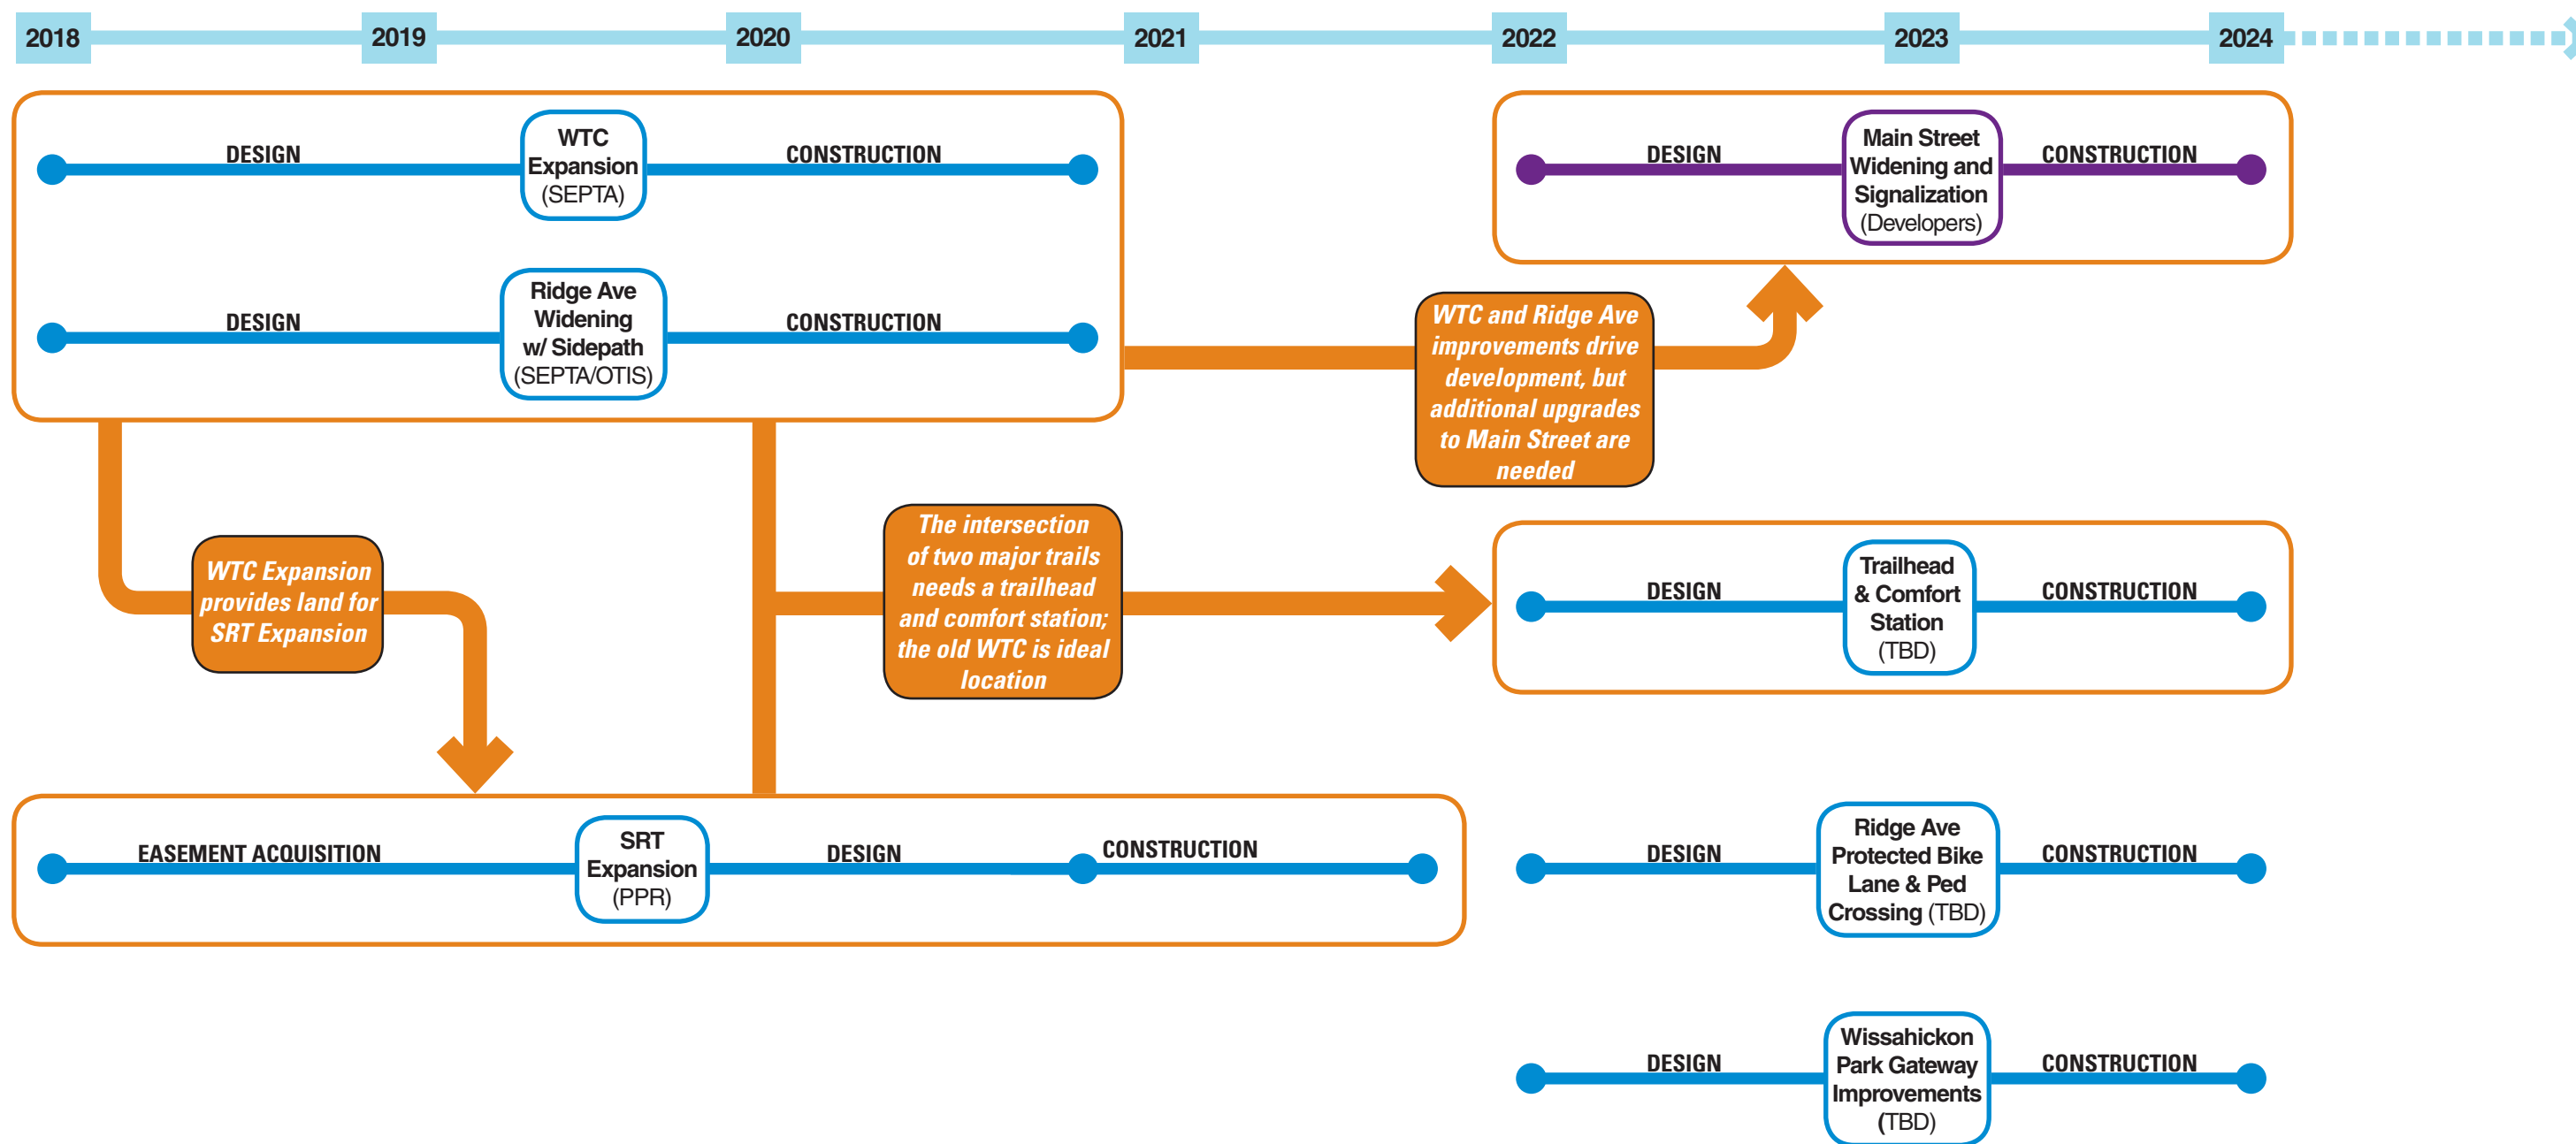 2018
2019
2020
2021
2022
2023
2024
DESIGN
WTC
Expansion
(SEPTA)
CONSTRUCTION
DESIGN
Main Street
Widening and
Signalization
(Developers)
CONSTRUCTION
DESIGN
Ridge Ave
Widening
w/ Sidepath
(SEPTA/OTIS)
CONSTRUCTION
WTC and Ridge Ave
improvements drive
development, but
additional upgrades
to Main Street are
needed
WTC Expansion
provides land for
SRT Expansion
The intersection
of two major trails
needs a trailhead
and comfort station;
the old WTC is ideal
location
DESIGN
Trailhead
& Comfort
Station
(TBD)
CONSTRUCTION
EASEMENT ACQUISITION
SRT
Expansion
(PPR)
DESIGN
CONSTRUCTION
DESIGN
Ridge Ave
Protected Bike
Lane & Ped
Crossing (TBD)
CONSTRUCTION
DESIGN
Wissahickon
Park Gateway
Improvements
(TBD)
CONSTRUCTION